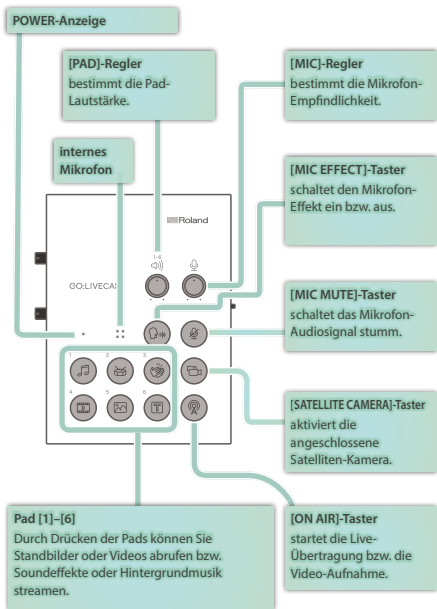 POWER-Anzeige
[PAD]-Regler
bestimmt die Pad-
Lautstärke.
[MIC]-Regler
bestimmt die Mikrofon-
Empfindlichkeit.
internes
Mikrofon
[MIC EFFECT]-Taster
schaltet den Mikrofon-
Effekt ein bzw. aus.
Roland
1-6
GO:LIVECAS
[MIC MUTE]-Taster
schaltet das Mikrofon-
Audiosignal stumm.
1
2
3
4
5
6
[SATELLITE CAMERA]-Taster
aktiviert die
angeschlossene
Satelliten-Kamera.
Pad [1]–[6]
Durch Drücken der Pads können Sie
Standbilder oder Videos abrufen bzw.
Soundeffekte oder Hintergrundmusik
streamen.
[ON AIR]-Taster
startet die Live-
Übertragung bzw. die
Video-Aufnahme.